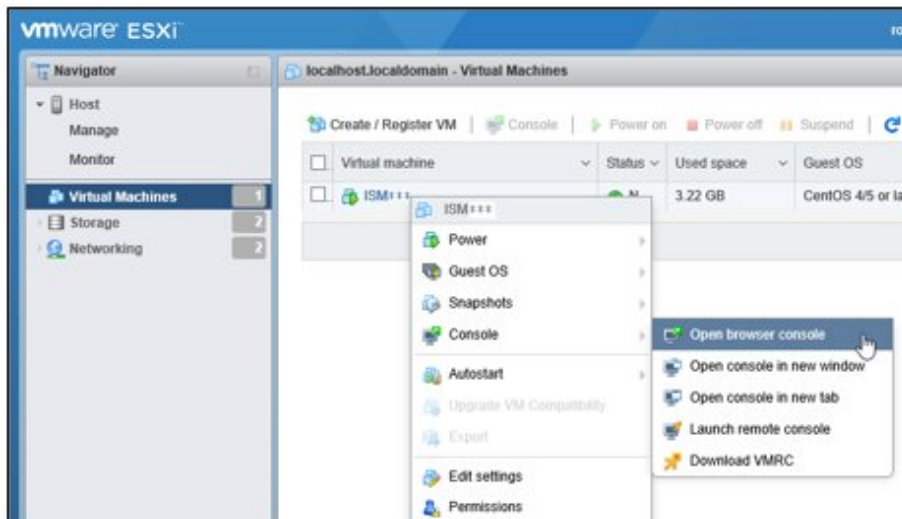 vmware ESXi
ro
Navigator
Host
Manage
Monitor
Virtual Machines 1
Storage 2
Networking 2
localhost.localdomain - Virtual Machines
Create / Register VM | Console | Power on Power off Suspend
Virtual machine Status Used space Guest OS
ISM*** N 3.22 GB CentOS 4/5 or la
ISM***
Power
Guest OS
Snapshots
Console
Autostart
Upgrade VM Compatibility
Export
Edit settings
Permissions
Open browser console
Open console in new window
Open console in new tab
Launch remote console
Download VMRC